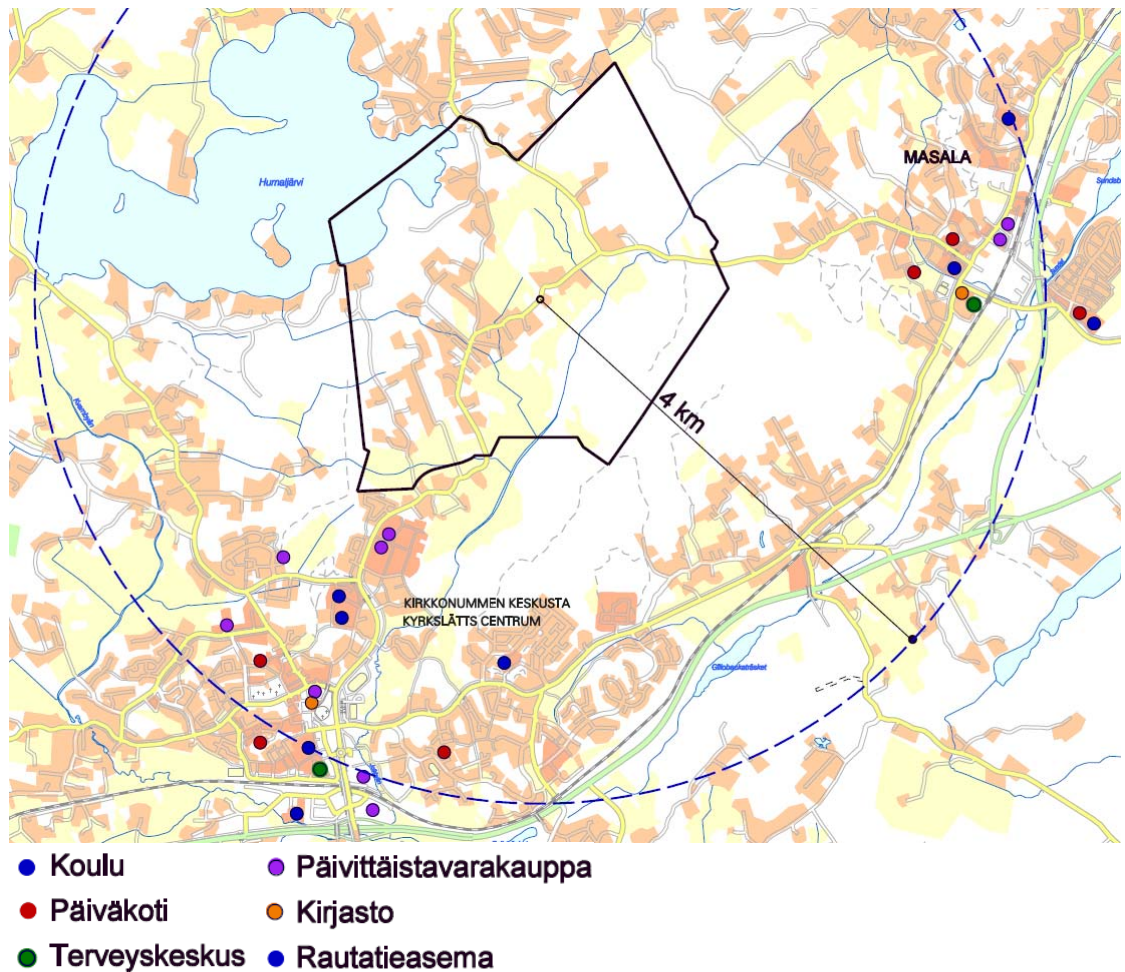 MASALA
Humaljärvi
4 km
KIRKKONUMMEN KESKUSTA
KYRKSLÄTTS CENTRUM
Koulu
Päivittäistavarakauppa
Päiväkoti
Kirjasto
Terveyskeskus
Rautatieasema